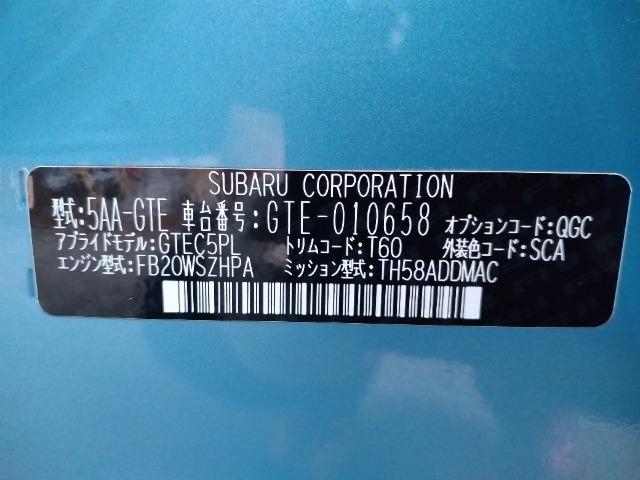 SUBARU CORPORATION
型式:5AA-GTE 車台番号:GTE-010658 オプションコード:QGC
アプライドモデル:GTEC5PL トリムコード:T60 外装色コード:SCA
エンジン型式:FB20WSZHPA ミッション型式:TH58ADDMAC